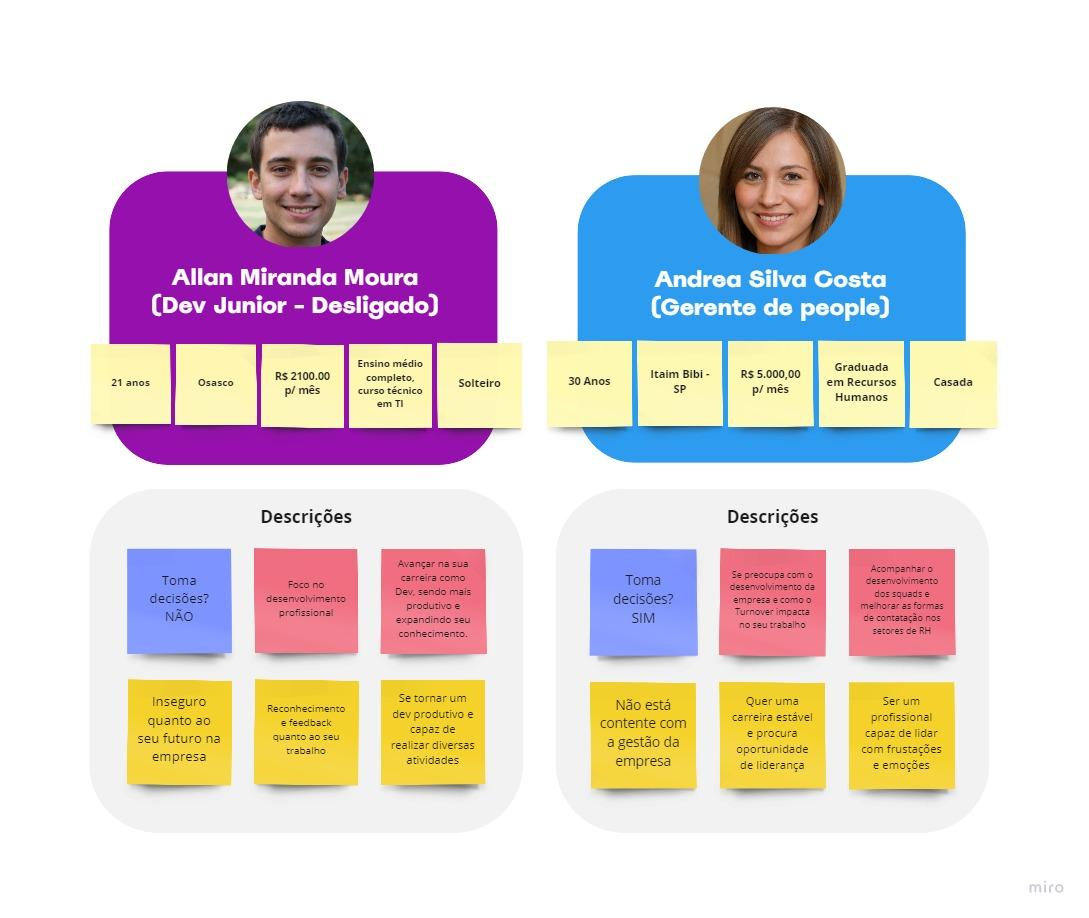 Allan Miranda Moura
(Dev Junior - Desligado)
21 anos
Osasco
R$ 2100.00
p/ mês
Ensino médio
completo,
curso técnico
em TI
Solteiro
Andrea Silva Costa
(Gerente de people)
30 Anos
Itaim Bibi -
SP
R$ 5.000,00
p/ mês
Graduada
em Recursos
Humanos
Casada
Descrições
Toma
decisões?
NÃO
Foco no
desenvolvimento
profissional
Avançar na sua
carreira como
Dev, sendo mais
produtivo e
expandindo seu
conhecimento.
Inseguro
quanto ao
seu futuro na
empresa
Reconhecimento
e feedback
quanto ao seu
trabalho
Se tornar um
dev produtivo e
capaz de
realizar diversas
atividades
Descrições
Toma
decisões?
SIM
Se preocupa com o
desenvolvimento da
empresa e como o
Turnover impacta
no seu trabalho
Acompanhar o
desenvolvimento
dos squads e
melhorar as formas
de contatação nos
setores de RH
Não está
contente com
a gestão da
empresa
Quer uma
carreira estável
e procura
oportunidade
de liderança
Ser um
profissional
capaz de lidar
com frustações
e emoções
miro